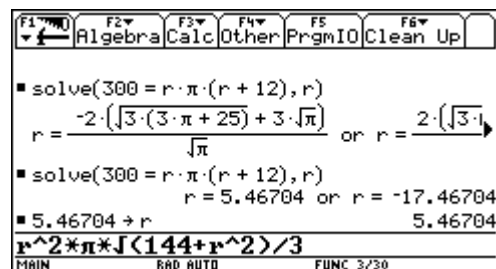 F1 F2 F3 F4 F5 F6
Algebra Calc Other PrgmIO Clean Up
▪ solve(300 = r·π·(r + 12), r)
r = -2·(√3·(3·π + 25) + 3·√π) / √π or r = 2·(√3·
▪ solve(300 = r·π·(r + 12), r)
r = 5.46704 or r = -17.46704
▪ 5.46704 → r 5.46704
r^2*π*√(144+r^2)/3
MAIN RAD AUTO FUNC 3/30